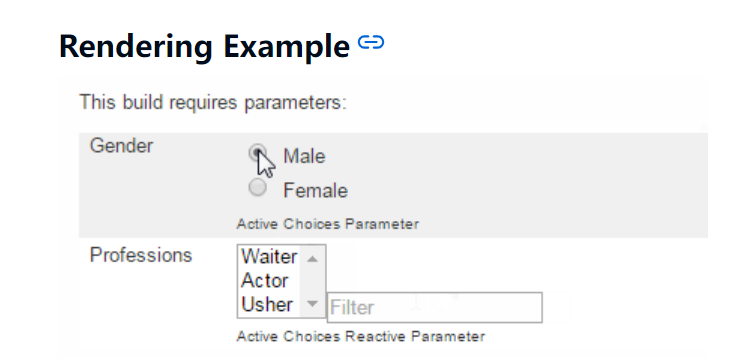 Rendering Example
This build requires parameters:
Gender
Male
Female
Active Choices Parameter
Professions
Waiter
Actor
Usher
Filter
Active Choices Reactive Parameter